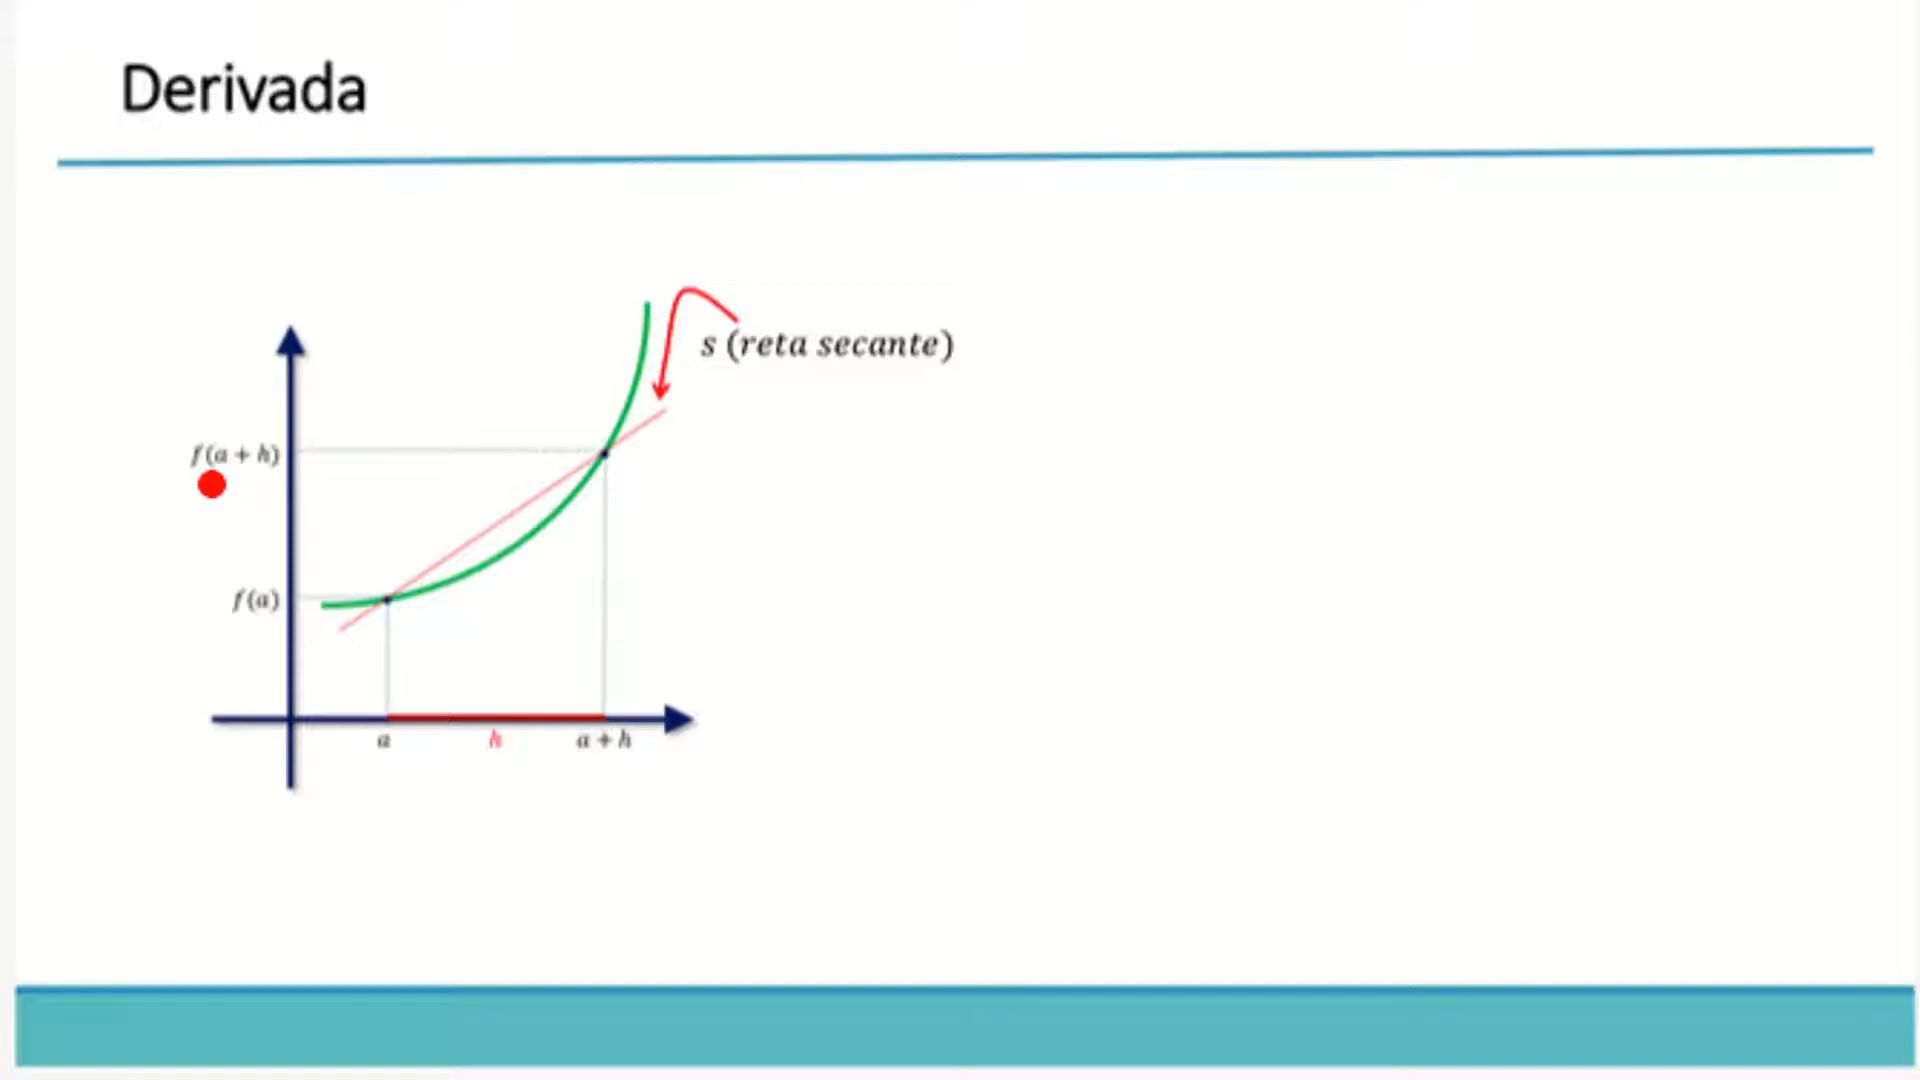 Derivada
s (reta secante)
f(a + h)
f(a)
a
h
a + h